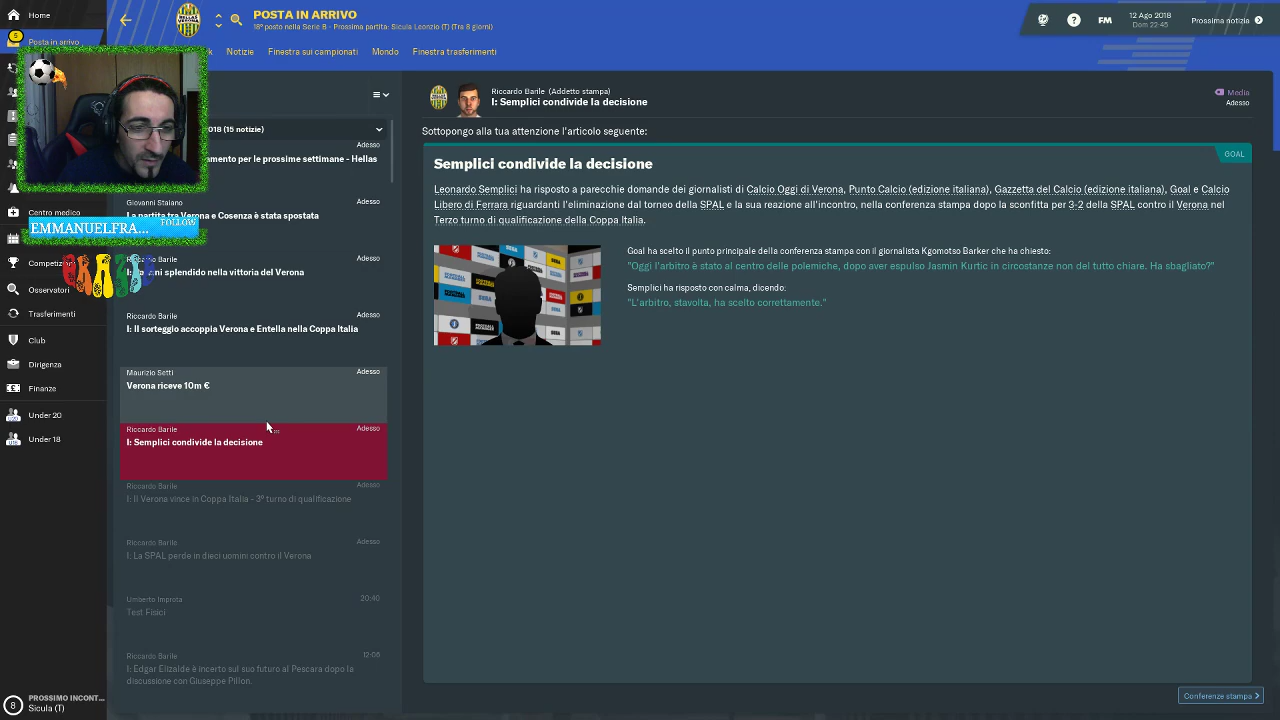 Home
POSTA IN ARRIVO
18° posto nella Serie B - Prossima partita: Sicula Leonzio (T) (Tra 8 giorni)
FM
12 Ago 2018
Dom 22:45
Prossima notizia
5
Posta in arrivo
Notizie
Finestra sui campionati
Mondo
Finestra trasferimenti
2018 (15 notizie)
Adesso
amento per le prossime settimane - Hellas
Giovanni Staiano
Adesso
La partita tra Verona e Cosenza è stata spostata
Centro medico
EMMANUELFRA...
FOLLOW
Adesso
ni splendido nella vittoria del Verona
Osservatori
Trasferimenti
Club
Dirigenza
Finanze
Under 20
Under 18
Riccardo Barile
Adesso
I: Il sorteggio accoppia Verona e Entella nella Coppa Italia
Maurizio Setti
Adesso
Verona riceve 10m €
Riccardo Barile
Adesso
I: Semplici condivide la decisione
Riccardo Barile
Adesso
I: Il Verona vince in Coppa Italia - 3° turno di qualificazione
Riccardo Barile
Adesso
I: La SPAL perde in dieci uomini contro il Verona
Umberto Improta
20:40
Test Fisici
Riccardo Barile
12:08
I: Edgar Elizalde è incerto sul suo futuro al Pescara dopo la
discussione con Giuseppe Pillon.
8
PROSSIMO INCONT...
Sicula (T)
Riccardo Barile (Addetto stampa)
I: Semplici condivide la decisione
Media
Adesso
Sottopongo alla tua attenzione l'articolo seguente:
GOAL
Semplici condivide la decisione
Leonardo Semplici ha risposto a parecchie domande dei giornalisti di Calcio Oggi di Verona, Punto Calcio (edizione italiana), Gazzetta del Calcio (edizione italiana), Goal e Calcio
Libero di Ferrara riguardanti l'eliminazione dal torneo della SPAL e la sua reazione all'incontro, nella conferenza stampa dopo la sconfitta per 3-2 della SPAL contro il Verona nel
Terzo turno di qualificazione della Coppa Italia.
Goal ha scelto il punto principale della conferenza stampa con il giornalista Kgomotso Barker che ha chiesto:
"Oggi l'arbitro è stato al centro delle polemiche, dopo aver espulso Jasmin Kurtic in circostanze non del tutto chiare. Ha sbagliato?"
Semplici ha risposto con calma, dicendo:
"L'arbitro, stavolta, ha scelto correttamente."
Conferenze stampa